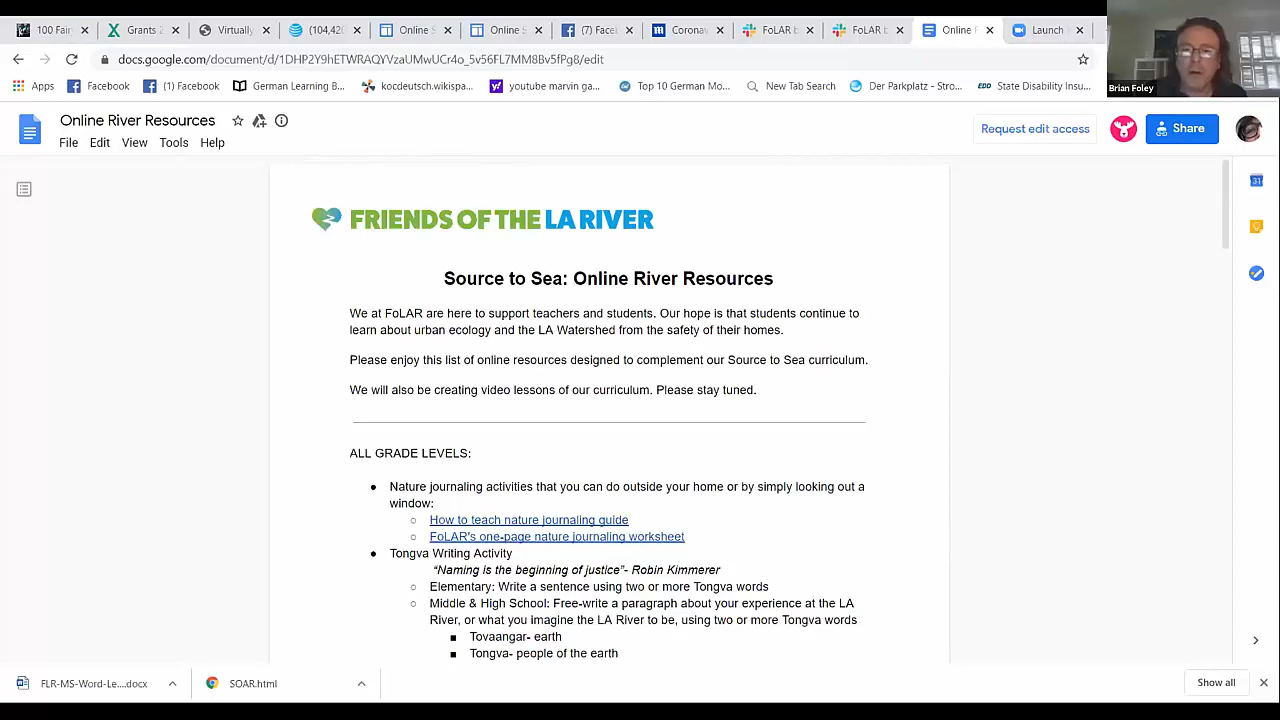 100 Fair
Grants 2
Virtually
(104,42
Online S
Online S
(7) Face
Corona
FoLAR b
FoLAR b
Online R
Launch
docs.google.com/document/d/1DHP2Y9hETWRAQYVzaUMwUCr4o_5v56FL7MM8Bv5fPg8/edit
Apps
Facebook
(1) Facebook
German Learning B...
kocdeutsch.wikispa...
youtube marvin ga...
Top 10 German Mo...
New Tab Search
Der Parkplatz - Stro...
EDD State Disability Insu...
Brian Foley
Online River Resources
File Edit View Tools Help
Request edit access
Share
31
FRIENDS OF THE LA RIVER
Source to Sea: Online River Resources
We at FoLAR are here to support teachers and students. Our hope is that students continue to
learn about urban ecology and the LA Watershed from the safety of their homes.
Please enjoy this list of online resources designed to complement our Source to Sea curriculum.
We will also be creating video lessons of our curriculum. Please stay tuned.
ALL GRADE LEVELS:
● Nature journaling activities that you can do outside your home or by simply looking out a
window:
○ How to teach nature journaling guide
○ FoLAR's one-page nature journaling worksheet
● Tongva Writing Activity
“Naming is the beginning of justice”- Robin Kimmerer
○ Elementary: Write a sentence using two or more Tongva words
○ Middle & High School: Free-write a paragraph about your experience at the LA
River, or what you imagine the LA River to be, using two or more Tongva words
■ Tovaangar- earth
■ Tongva- people of the earth
FLR-MS-Word-Le....docx
SOAR.html
Show all